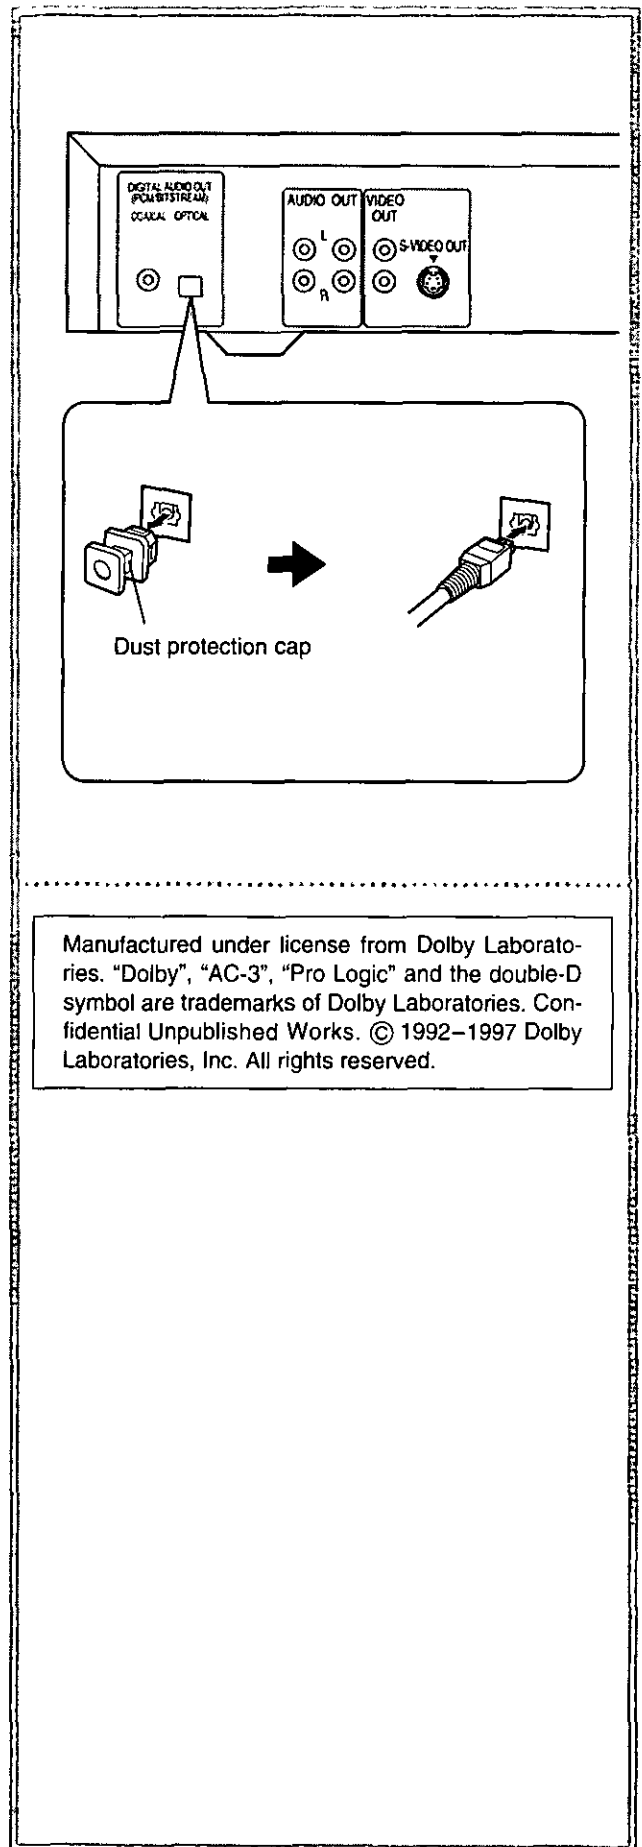 DIGITAL AUDIO OUT
(PCM/BITSTREAM)
COAXIAL OPTICAL
AUDIO OUT
L
R
VIDEO
OUT
S-VIDEO OUT
Dust protection cap
Manufactured under license from Dolby Laborato-
ries. “Dolby”, “AC-3”, “Pro Logic” and the double-D
symbol are trademarks of Dolby Laboratories. Con-
fidential Unpublished Works. © 1992–1997 Dolby
Laboratories, Inc. All rights reserved.